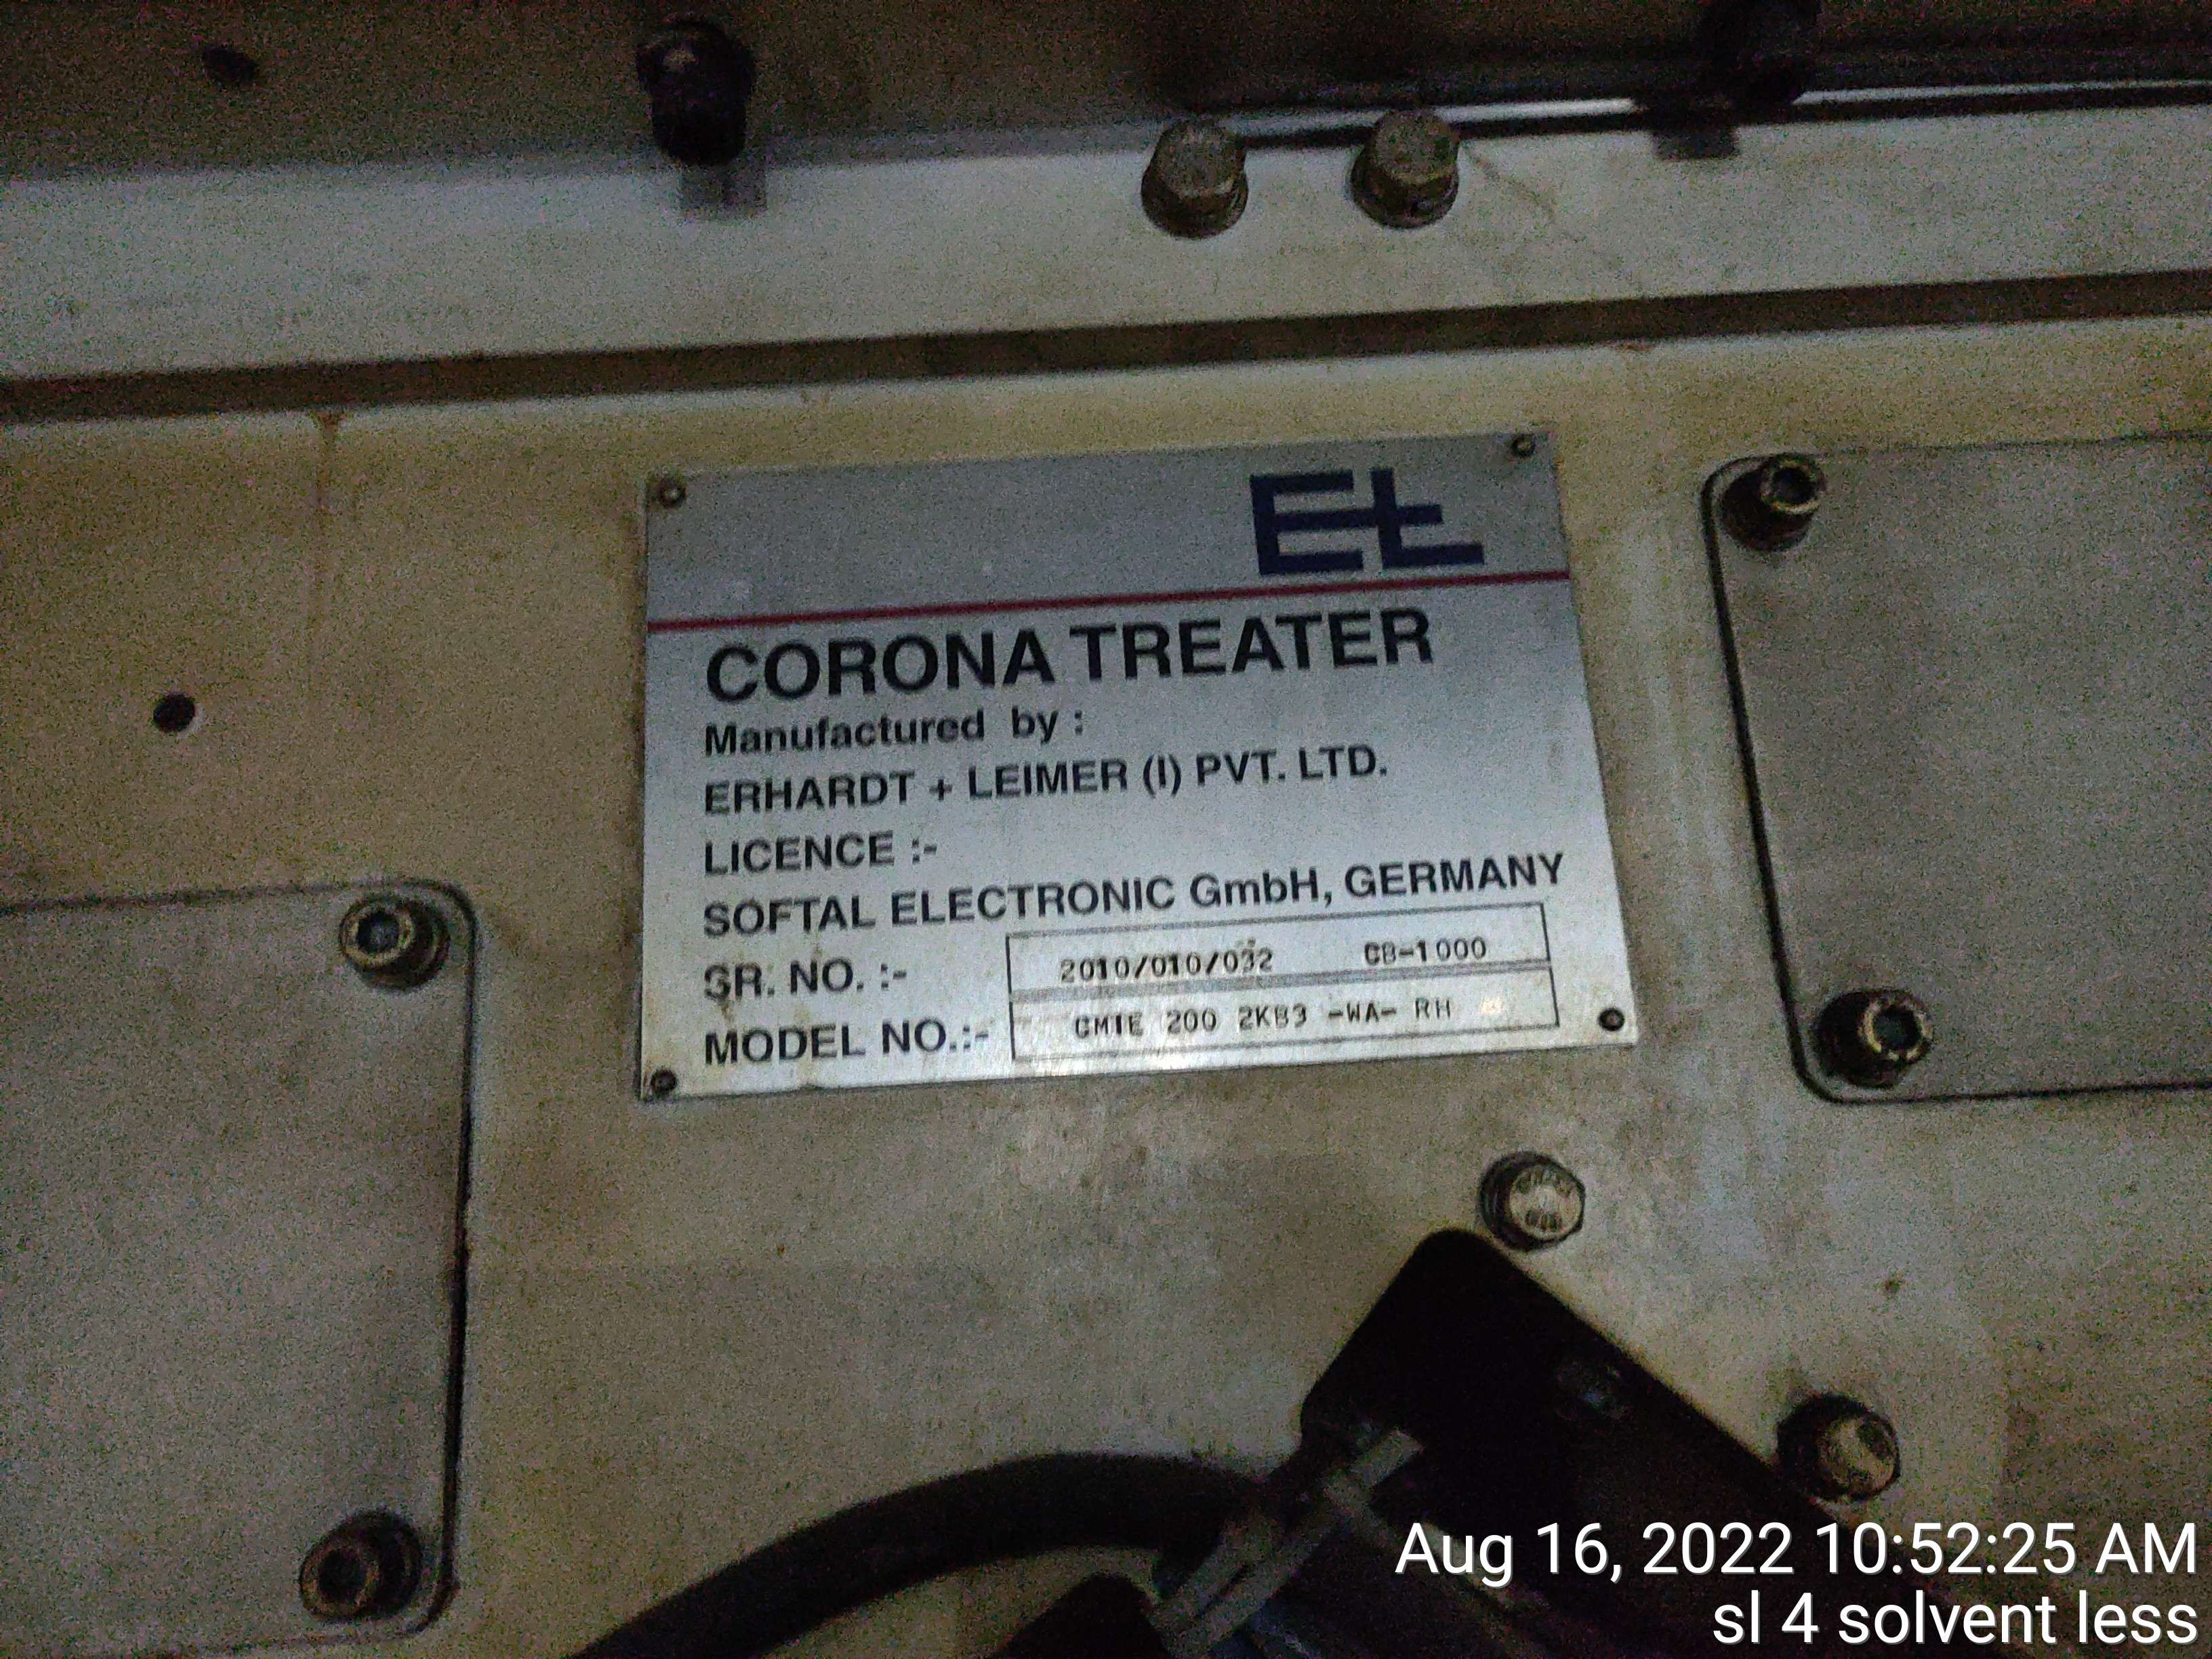 E+L
CORONA TREATER
Manufactured by :
ERHARDT + LEIMER (I) PVT. LTD.
LICENCE :-
SOFTAL ELECTRONIC GmbH, GERMANY
SR. NO. :- 2010/010/032 CB-1000
MODEL NO.:- CM1E 200 2KB3 -WA- RH
Aug 16, 2022 10:52:25 AM
sl 4 solvent less